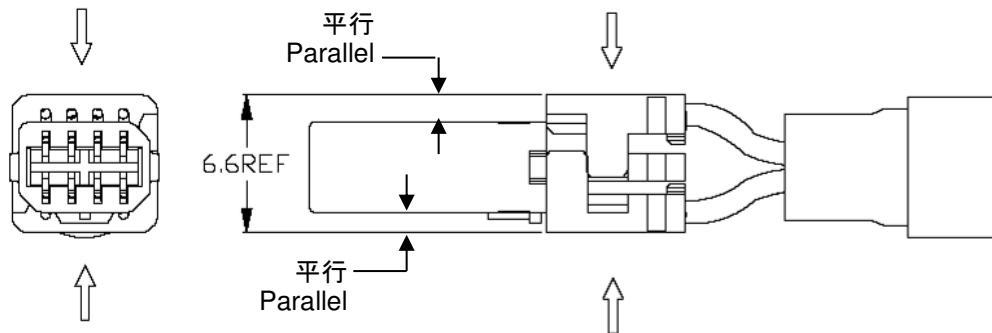 平行
Parallel
6.6REF
平行
Parallel